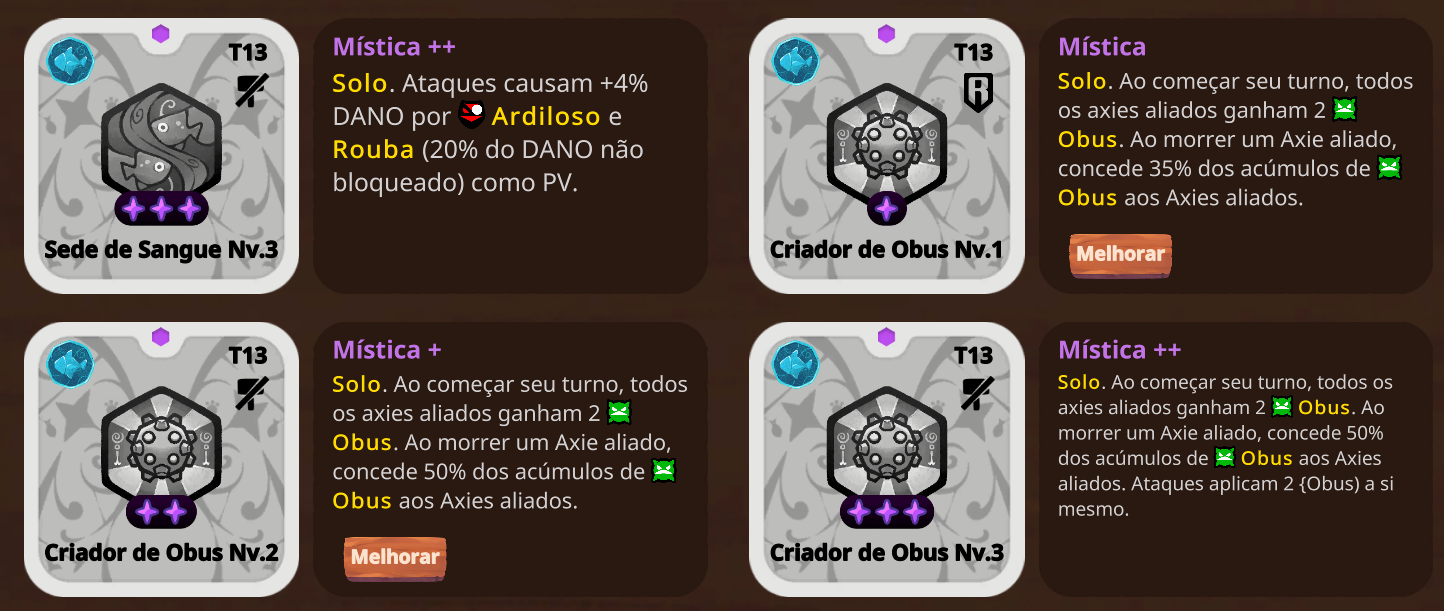 T13
Sede de Sangue Nv.3
Mística ++
Solo. Ataques causam +4%
DANO por Ardiloso e
Rouba (20% do DANO não
bloqueado) como PV.
T13
R
Criador de Obus Nv.1
Mística
Solo. Ao começar seu turno, todos
os axies aliados ganham 2
Obus. Ao morrer um Axie aliado,
concede 35% dos acúmulos de
Obus aos Axies aliados.
Melhorar
T13
Criador de Obus Nv.2
Mística +
Solo. Ao começar seu turno, todos
os axies aliados ganham 2
Obus. Ao morrer um Axie aliado,
concede 50% dos acúmulos de
Obus aos Axies aliados.
Melhorar
T13
Criador de Obus Nv.3
Mística ++
Solo. Ao começar seu turno, todos os
axies aliados ganham 2 Obus. Ao
morrer um Axie aliado, concede 50%
dos acúmulos de Obus aos Axies
aliados. Ataques aplicam 2 {Obus) a si
mesmo.